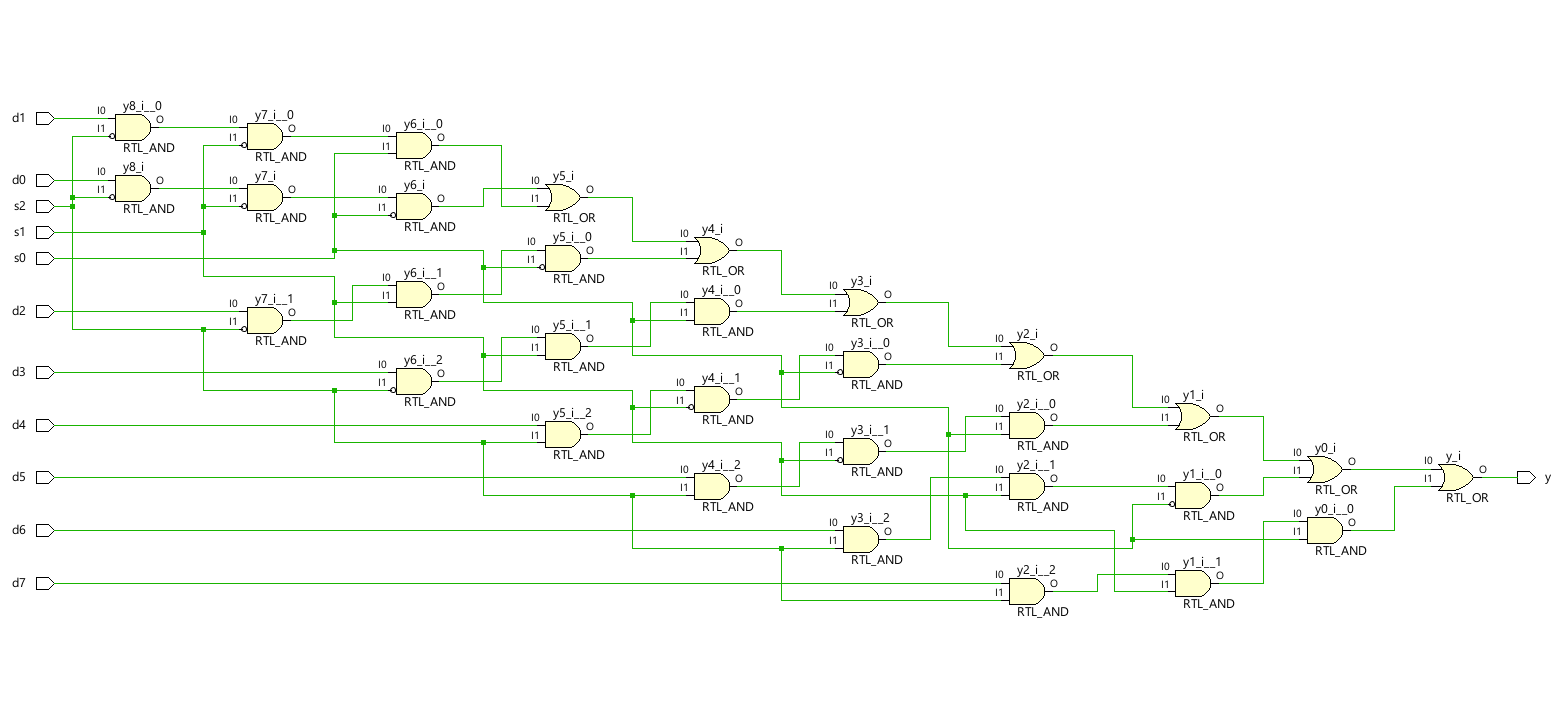 d1
I0
I1
y8_i__0
O
RTL_AND
I0
I1
y7_i__0
O
RTL_AND
I0
I1
y6_i__0
O
RTL_AND
d0
s2
I0
I1
y8_i
O
RTL_AND
I0
I1
y7_i
O
RTL_AND
I0
I1
y6_i
O
RTL_AND
I0
I1
y5_i
O
RTL_OR
s1
s0
I0
I1
y5_i__0
O
RTL_AND
I0
I1
y4_i
O
RTL_OR
d2
I0
I1
y7_i__1
O
RTL_AND
I0
I1
y6_i__1
O
RTL_AND
I0
I1
y4_i__0
O
RTL_AND
I0
I1
y3_i
O
RTL_OR
d3
I0
I1
y6_i__2
O
RTL_AND
I0
I1
y5_i__1
O
RTL_AND
I0
I1
y3_i__0
O
RTL_AND
I0
I1
y2_i
O
RTL_OR
d4
I0
I1
y5_i__2
O
RTL_AND
I0
I1
y4_i__1
O
RTL_AND
I0
I1
y2_i__0
O
RTL_AND
I0
I1
y1_i
O
RTL_OR
d5
I0
I1
y4_i__2
O
RTL_AND
I0
I1
y3_i__1
O
RTL_AND
I0
I1
y2_i__1
O
RTL_AND
I0
I1
y1_i__0
O
RTL_AND
I0
I1
y0_i
O
RTL_OR
I0
I1
y_i
O
RTL_OR
y
d6
I0
I1
y3_i__2
O
RTL_AND
I0
I1
y0_i__0
O
RTL_AND
d7
I0
I1
y2_i__2
O
RTL_AND
I0
I1
y1_i__1
O
RTL_AND